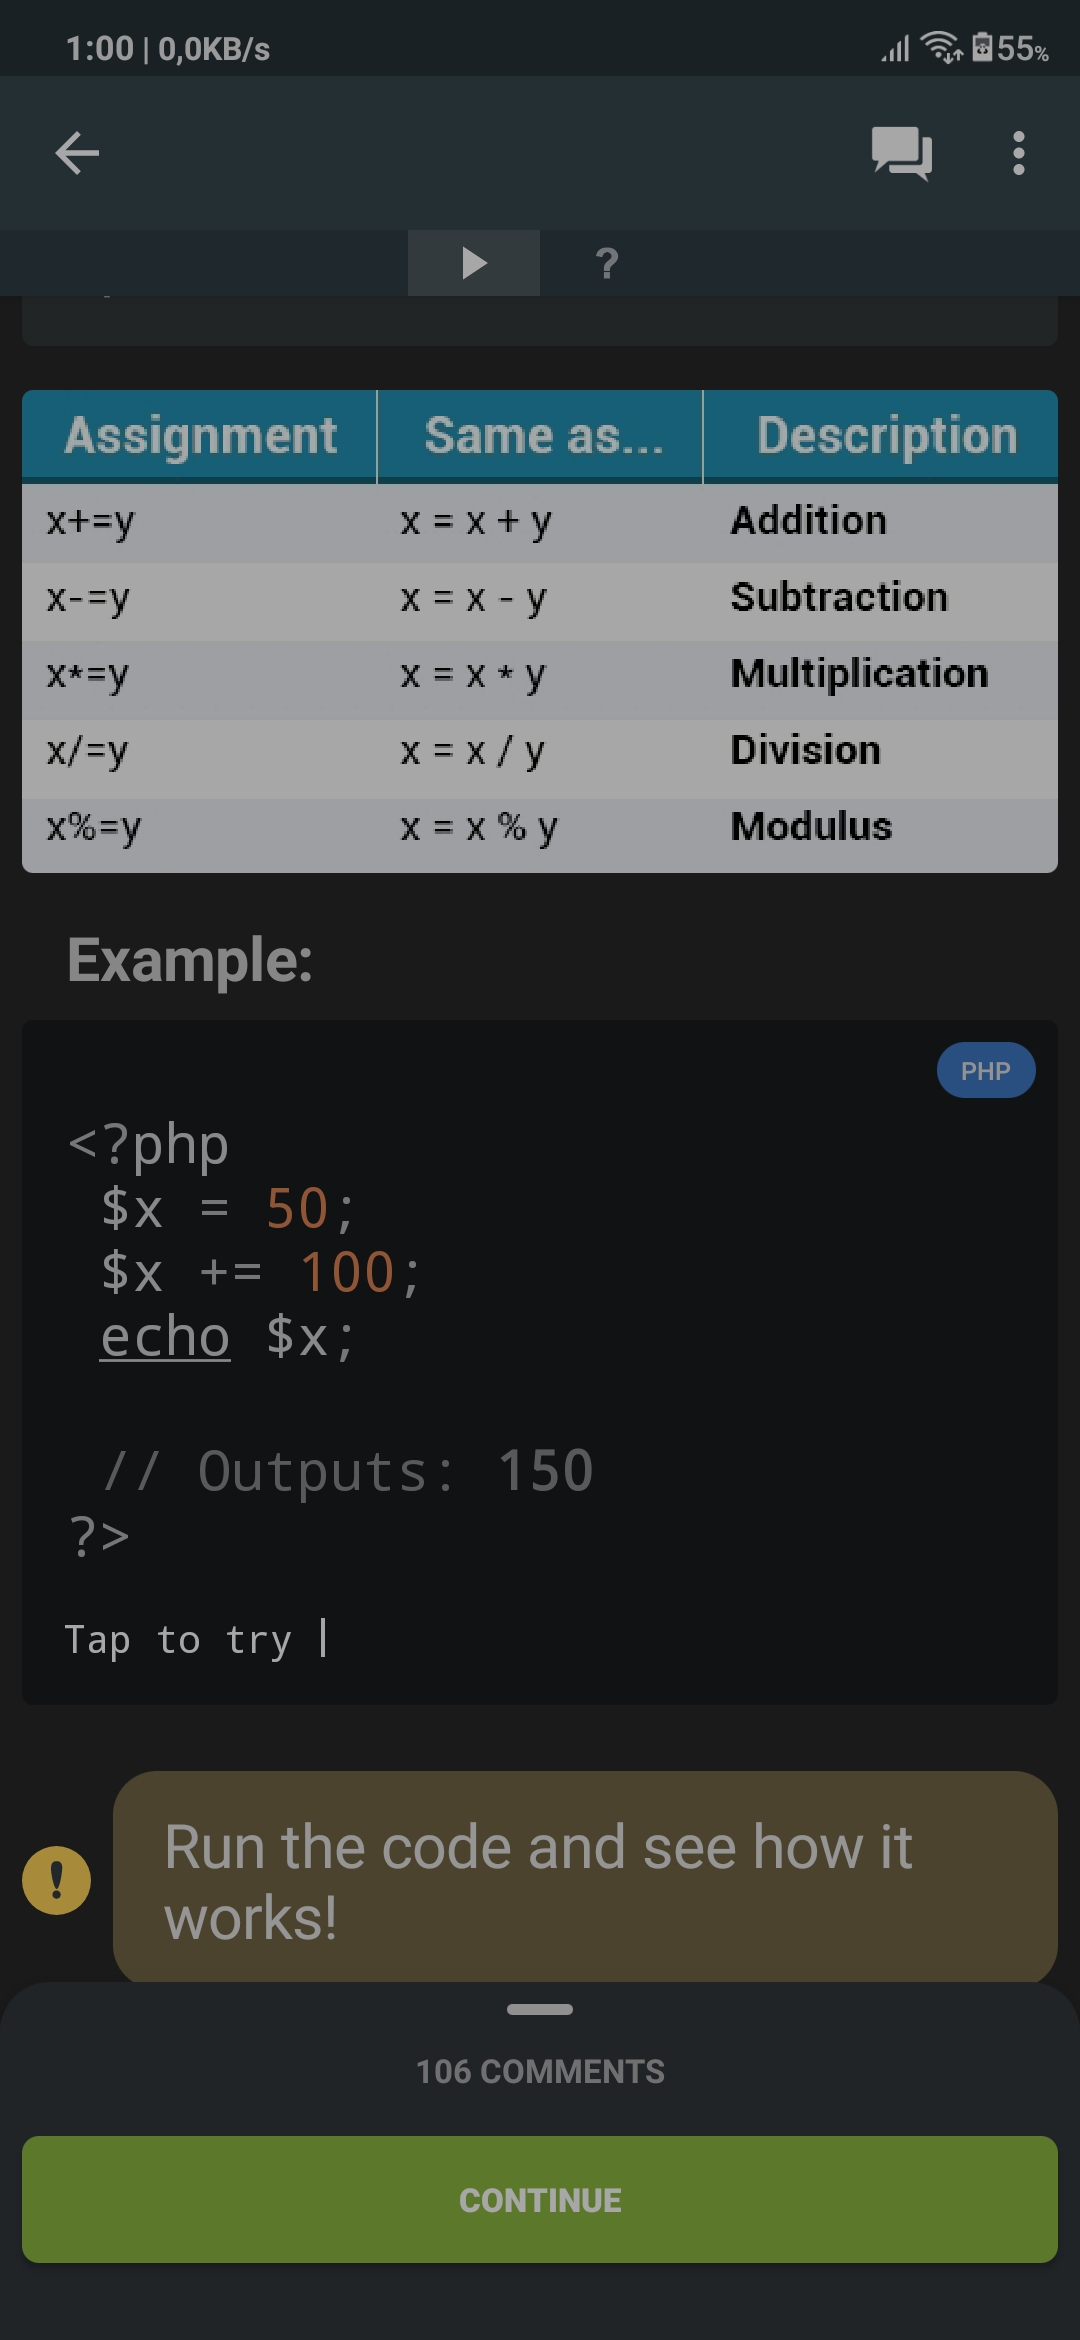 1:00 | 0,0KB/s 55%
?
Assignment Same as... Description
x+=y x = x + y Addition
x-=y x = x - y Subtraction
x*=y x = x * y Multiplication
x/=y x = x / y Division
x%=y x = x % y Modulus
Example:
PHP
<?php
$x = 50;
$x += 100;
echo $x;
// Outputs: 150
?>
Tap to try |
! Run the code and see how it
works!
106 COMMENTS
CONTINUE